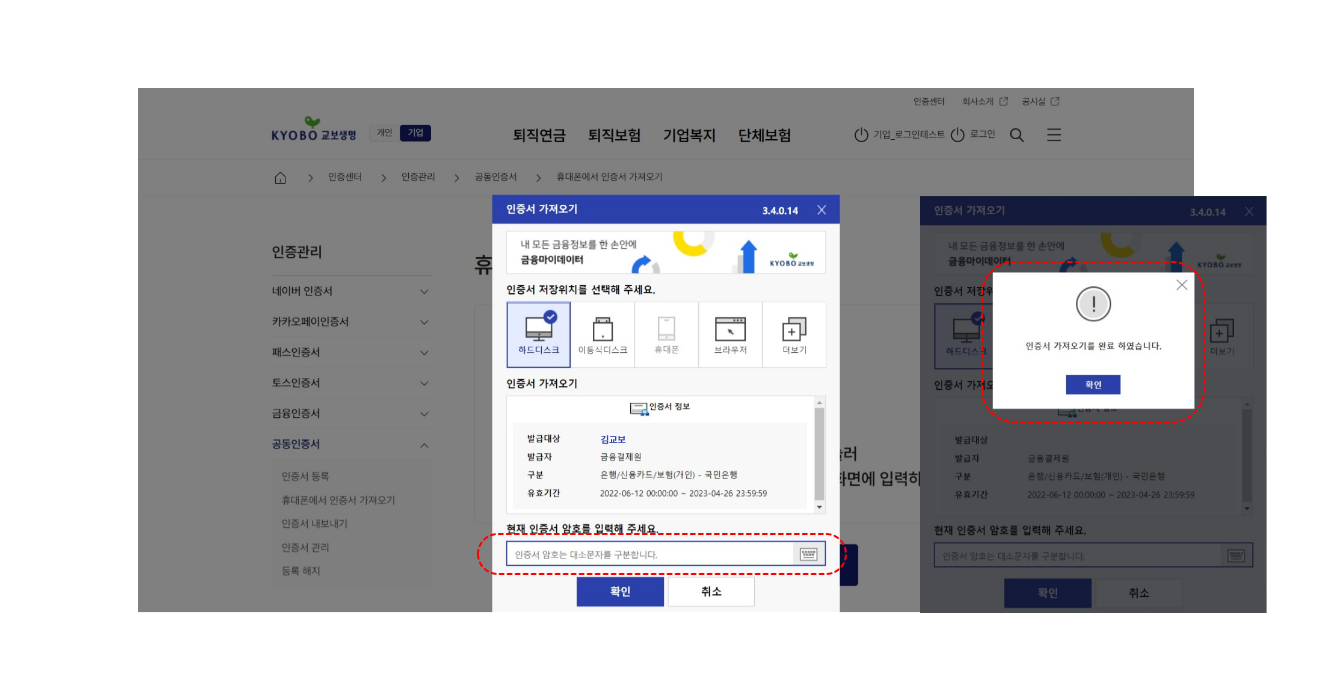 인증센터 회사소개 공시실
KYOBO 교보생명 개인 기업
퇴직연금 퇴직보험 기업복지 단체보험
기업_로그인테스트 로그인
인증센터 > 인증관리 > 공동인증서 > 휴대폰에서 인증서 가져오기
인증관리
네이버 인증서
카카오페이인증서
패스인증서
토스인증서
금융인증서
공동인증서
인증서 등록
휴대폰에서 인증서 가져오기
인증서 내보내기
인증서 관리
등록 해지
휴
인증서 가져오기 3.4.0.14
내 모든 금융정보를 한 손안에
금융마이데이터
KYOBO 교보생명
인증서 저장위치를 선택해 주세요.
하드디스크 이동식디스크 휴대폰 브라우저 더보기
인증서 가져오기
인증서 정보
발급대상 김교보
발급자 금융결제원
구분 은행/신용카드/보험(개인) - 국민은행
유효기간 2022-06-12 00:00:00 ~ 2023-04-26 23:59:59
현재 인증서 암호를 입력해 주세요.
인증서 암호는 대소문자를 구분합니다.
확인 취소
러
화면에 입력하
인증서 가져오기 3.4.0.14
내 모든 금융정보를 한 손안에
금융마이데이터
KYOBO 교보생명
인증서 저장위
하드디스크 더보기
인증서 가져오
인증서 가져오기를 완료 하였습니다.
확인
발급대상
발급자 금융결제원
구분 은행/신용카드/보험(개인) - 국민은행
유효기간 2022-06-12 00:00:00 ~ 2023-04-26 23:59:59
현재 인증서 암호를 입력해 주세요.
인증서 암호는 대소문자를 구분합니다.
확인 취소